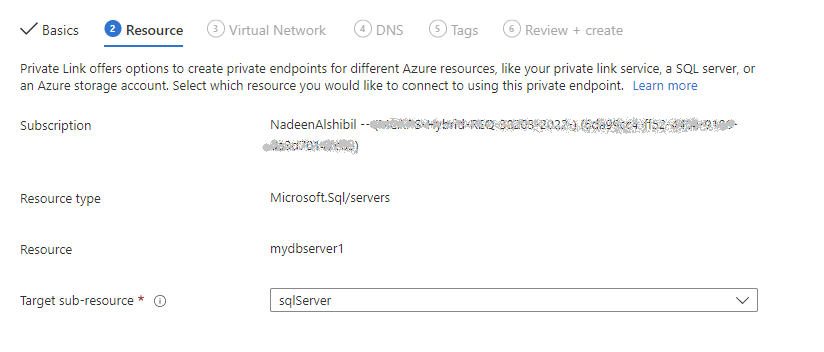 Basics 2 Resource 3 Virtual Network 4 DNS 5 Tags 6 Review + create
Private Link offers options to create private endpoints for different Azure resources, like your private link service, a SQL server, or
an Azure storage account. Select which resource you would like to connect to using this private endpoint. Learn more
Subscription NadeenAlshibil --
Resource type Microsoft.Sql/servers
Resource mydbserver1
Target sub-resource * sqlServer